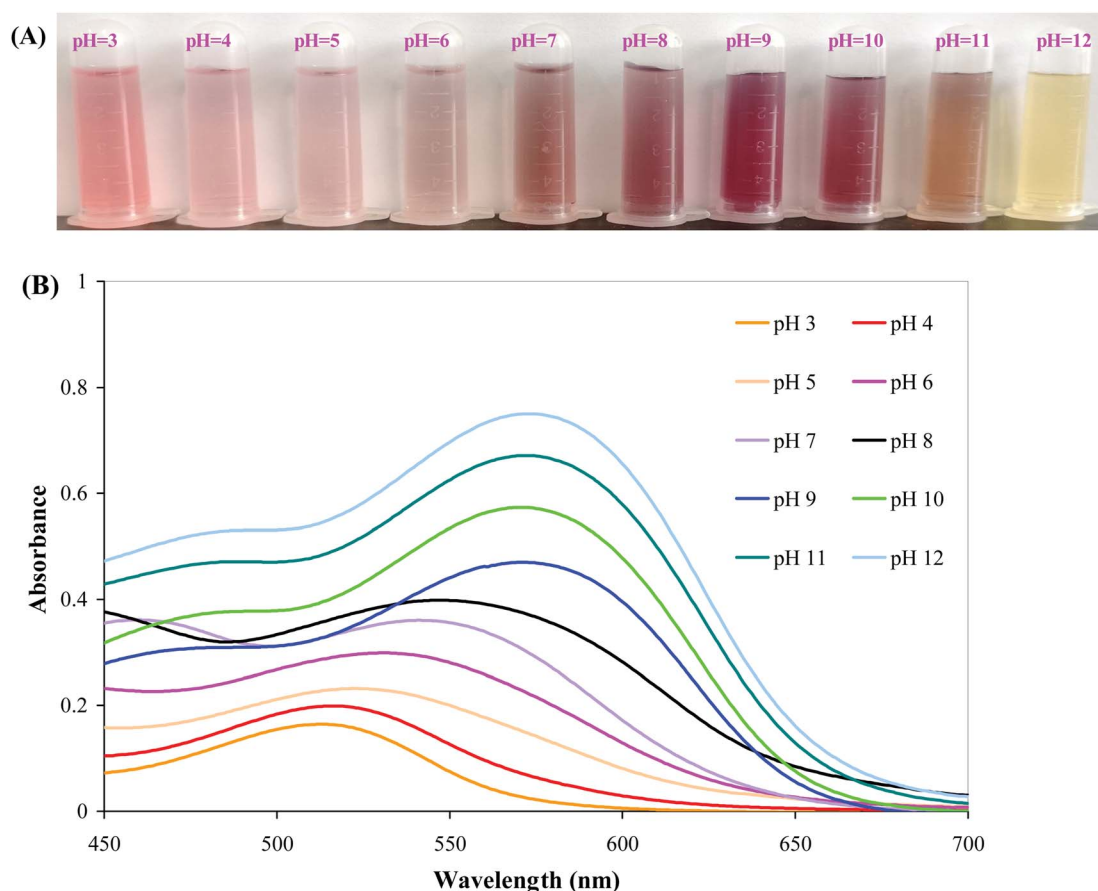 (A)
pH=3 pH=4 pH=5 pH=6 pH=7 pH=8 pH=9 pH=10 pH=11 pH=12
(B)
Absorbance
1
0.8
0.6
0.4
0.2
0
450 500 550 600 650 700
Wavelength (nm)
pH 3 pH 4
pH 5 pH 6
pH 7 pH 8
pH 9 pH 10
pH 11 pH 12